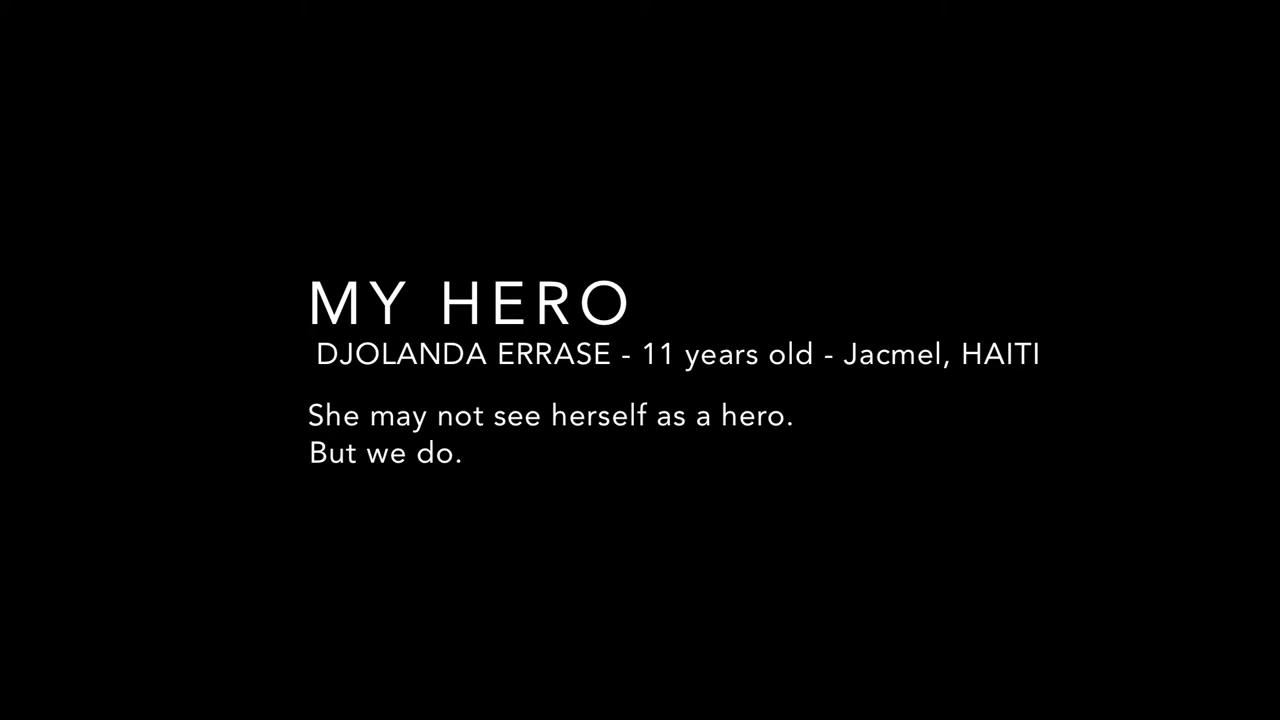 MY HERO
DJOLANDA ERRASE - 11 years old - Jacmel, HAITI
She may not see herself as a hero.
But we do.